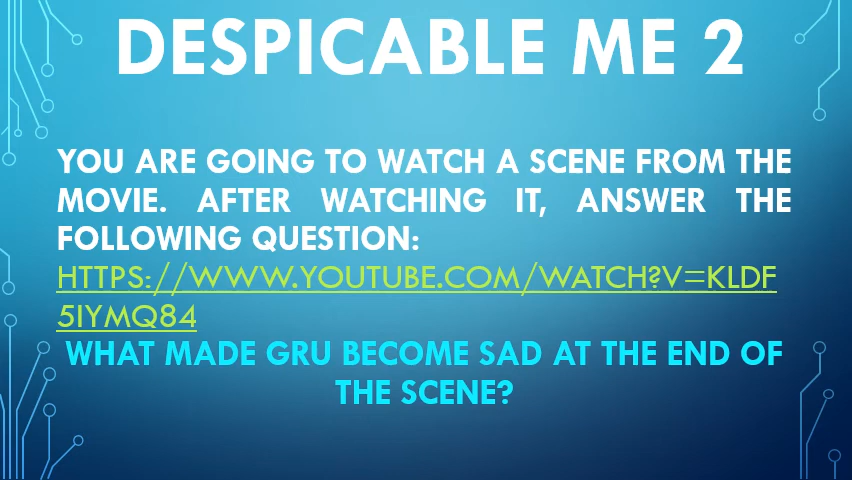 DESPICABLE ME 2
YOU ARE GOING TO WATCH A SCENE FROM THE
MOVIE. AFTER WATCHING IT, ANSWER THE
FOLLOWING QUESTION:
HTTPS://WWW.YOUTUBE.COM/WATCH?V=KLDF
5IYMQ84
WHAT MADE GRU BECOME SAD AT THE END OF
THE SCENE?